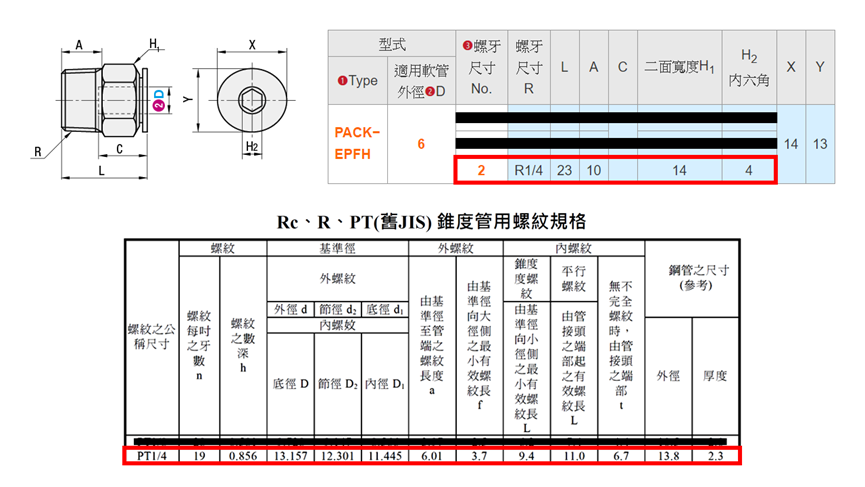 A
H1
X
❷D
Y
R
C
L
H2
型式
❶Type
適用軟管
外徑❷D
❸螺牙
尺寸
No.
螺牙
尺寸
R
L
A
C
二面寬度H1
H2
內六角
X
Y
PACK-
EPFH
6
14
13
2
R1/4
23
10
14
4
Rc、R、PT(舊JIS) 錐度管用螺紋規格
螺紋之公
稱尺寸
螺紋
螺紋
每吋
之牙
數
n
螺紋
之數
深
h
基準徑
外螺紋
外徑 d
節徑 d2
底徑 d1
內螺妏
底徑 D
節徑 D2
內徑 D1
外螺紋
由基
準徑
至管
端之
螺紋
長度
a
由基
準徑
向大
徑側
之最
小有
效螺
紋長
f
內螺紋
錐度
度螺
紋
由基
準徑
向小
徑側
之最
小有
效螺
紋長
L
平行
螺紋
由管
接頭
之端
部起
之有
效螺
紋長
L
無不
完全
螺紋
時，
由管
接頭
之端
部
t
鋼管之尺寸
(參考)
外徑
厚度
PT1/4
19
0.856
13.157
12.301
11.445
6.01
3.7
9.4
11.0
6.7
13.8
2.3